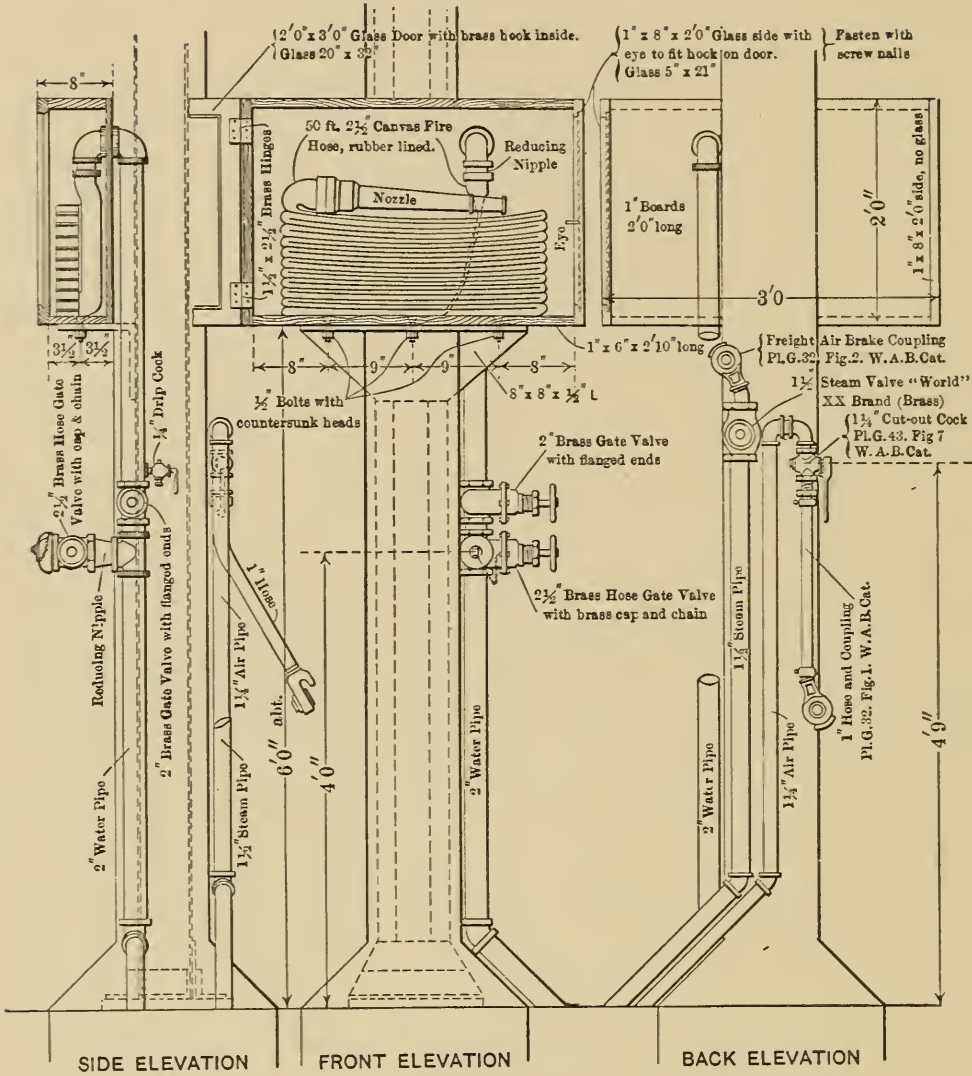 2'0" x 3'0" Glass Door with brass hook inside.
Glass 20" x 32"
1" x 8" x 2'0" Glass side with
eye to fit hook on door.
Glass 5" x 21"
Fasten with
screw nails
8"
50 ft. 2½" Canvas Fire
Hose, rubber lined.
Reducing
Nipple
Nozzle
1½" x 2½" Brass Hinges
Eye
1" Boards
2'0" long
2'0"
1" x 8" x 2'0 side, no glass
3'0
3½"
3½"
8"
9"
9"
8"
1" x 6" x 2'10" long
8" x 8" x ½" L
½" Bolts with
countersunk heads
Freight Air Brake Coupling
Pl.G.32, Fig.2. W.A.B.Cat.
1½" Steam Valve "World"
XX Brand (Brass)
1¼" Cut-out Cock
Pl.G.43. Fig 7
W.A.B.Cat.
2½" Brass Hose Gate
Valve with cap & chain
¼" Drip Cock
2" Brass Gate Valve
with flanged ends
2½" Brass Hose Gate Valve
with brass cap and chain
Reducing Nipple
2" Brass Gate Valve with flanged ends
2" Water Pipe
1" Hose
1¼" Air Pipe
1½" Steam Pipe
6'0" abt.
4'0"
2" Water Pipe
2" Water Pipe
1½" Steam Pipe
1¼" Air Pipe
1" Hose and Coupling
Pl.G.32. Fig.1. W.A.B.Cat.
4'9"
SIDE ELEVATION
FRONT ELEVATION
BACK ELEVATION